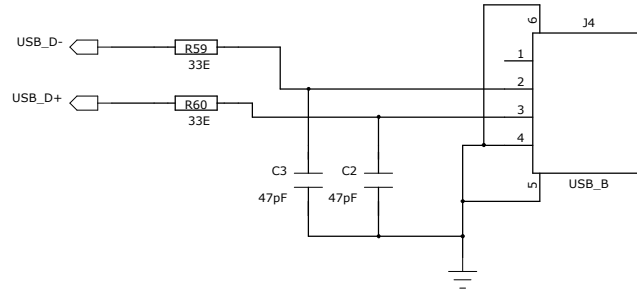 6
J4
USB_D-
R59
33E
1
2
USB_D+
R60
33E
3
4
C3
C2
47pF
47pF
5
USB_B